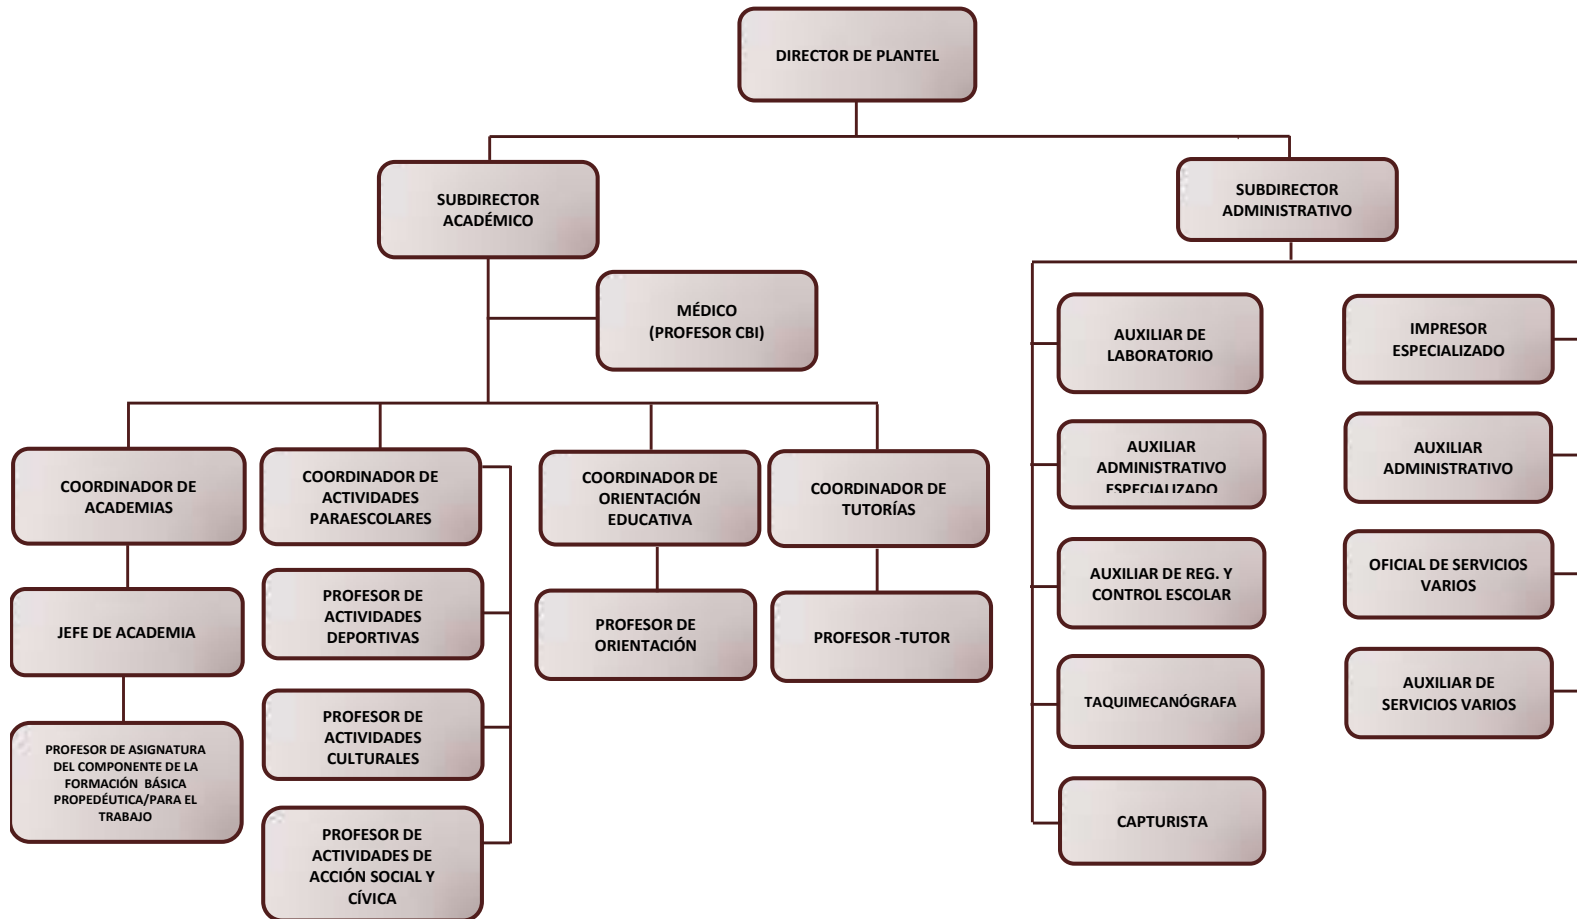 DIRECTOR DE PLANTEL
SUBDIRECTOR
ACADÉMICO
SUBDIRECTOR
ADMINISTRATIVO
MÉDICO
(PROFESOR CBI)
COORDINADOR DE
ACADEMIAS
JEFE DE ACADEMIA
PROFESOR DE ASIGNATURA
DEL COMPONENTE DE LA
FORMACIÓN BÁSICA
PROPEDÉUTICA/PARA EL
TRABAJO
COORDINADOR DE
ACTIVIDADES
PARAESCOLARES
PROFESOR DE
ACTIVIDADES
DEPORTIVAS
PROFESOR DE
ACTIVIDADES
CULTURALES
PROFESOR DE
ACTIVIDADES DE
ACCIÓN SOCIAL Y
CÍVICA
COORDINADOR DE
ORIENTACIÓN
EDUCATIVA
PROFESOR DE
ORIENTACIÓN
COORDINADOR DE
TUTORÍAS
PROFESOR -TUTOR
AUXILIAR DE
LABORATORIO
AUXILIAR
ADMINISTRATIVO
ESPECIALIZADO
AUXILIAR DE REG. Y
CONTROL ESCOLAR
TAQUIMECANÓGRAFA
CAPTURISTA
IMPRESOR
ESPECIALIZADO
AUXILIAR
ADMINISTRATIVO
OFICIAL DE SERVICIOS
VARIOS
AUXILIAR DE
SERVICIOS VARIOS